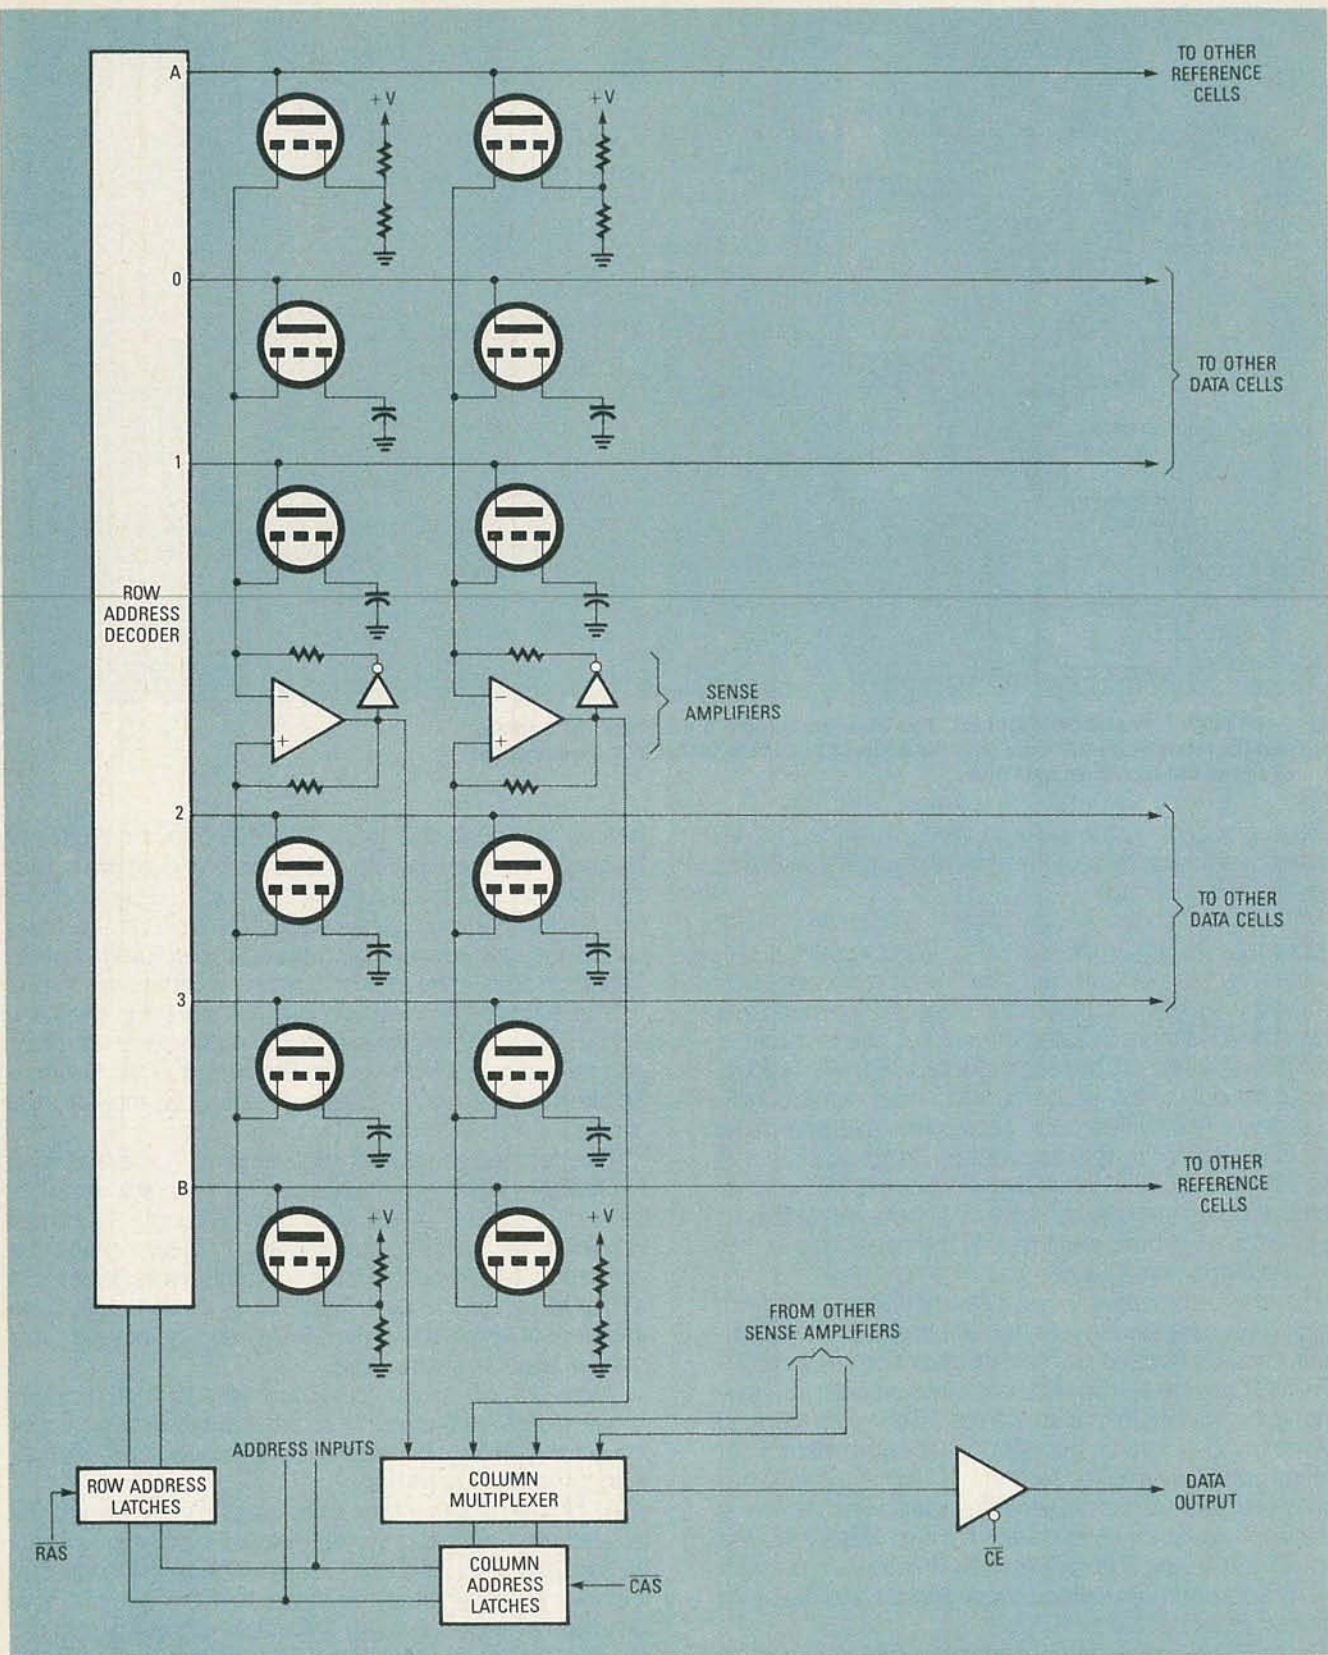 A
TO OTHER
REFERENCE
CELLS
+V
+V
0
TO OTHER
DATA CELLS
1
ROW
ADDRESS
DECODER
−
+
−
+
SENSE
AMPLIFIERS
2
TO OTHER
DATA CELLS
3
B
TO OTHER
REFERENCE
CELLS
+V
+V
FROM OTHER
SENSE AMPLIFIERS
ADDRESS INPUTS
ROW ADDRESS
LATCHES
COLUMN
MULTIPLEXER
DATA
OUTPUT
RAS
CE
COLUMN
ADDRESS
LATCHES
CAS